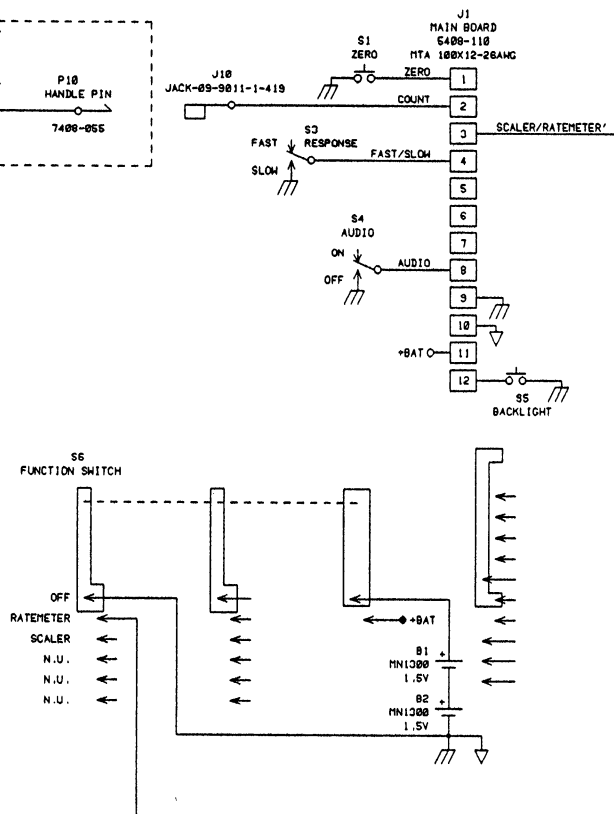 J1
MAIN BOARD
5408-110
MTA 100X12-26AWG
S1
ZERO
ZERO
1
P10
HANDLE PIN
7408-055
J10
JACK-09-9011-1-419
COUNT
2
3
SCALER/RATEMETER'
S3
RESPONSE
FAST
SLOW
FAST/SLOW
4
5
6
7
S4
AUDIO
ON
OFF
AUDIO
8
9
10
+BAT
11
12
S5
BACKLIGHT
S6
FUNCTION SWITCH
OFF
RATEMETER
SCALER
N.U.
N.U.
N.U.
+BAT
B1
MN1300
1.5V
+
B2
MN1300
1.5V
+